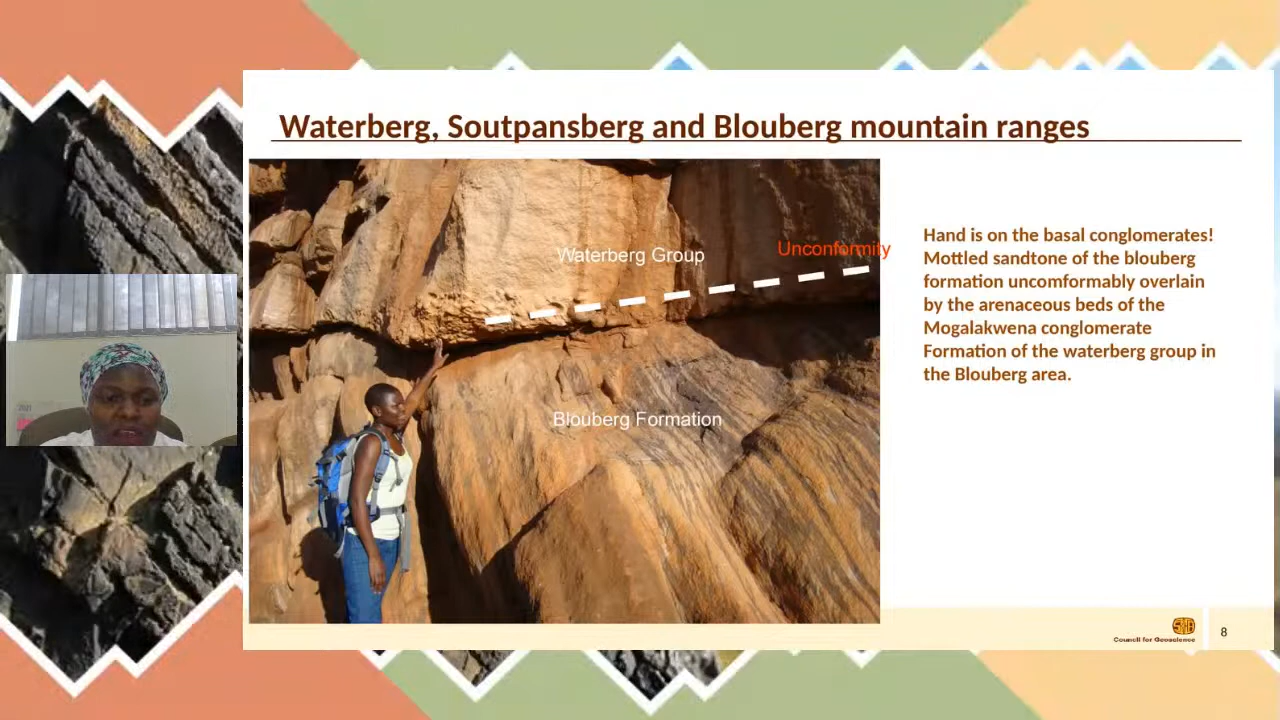 Waterberg, Soutpansberg and Blouberg mountain ranges
Waterberg Group
Unconformity
Blouberg Formation
Hand is on the basal conglomerates!
Mottled sandtone of the blouberg
formation uncomformably overlain
by the arenaceous beds of the
Mogalakwena conglomerate
Formation of the waterberg group in
the Blouberg area.
2021
Council for Geoscience
8